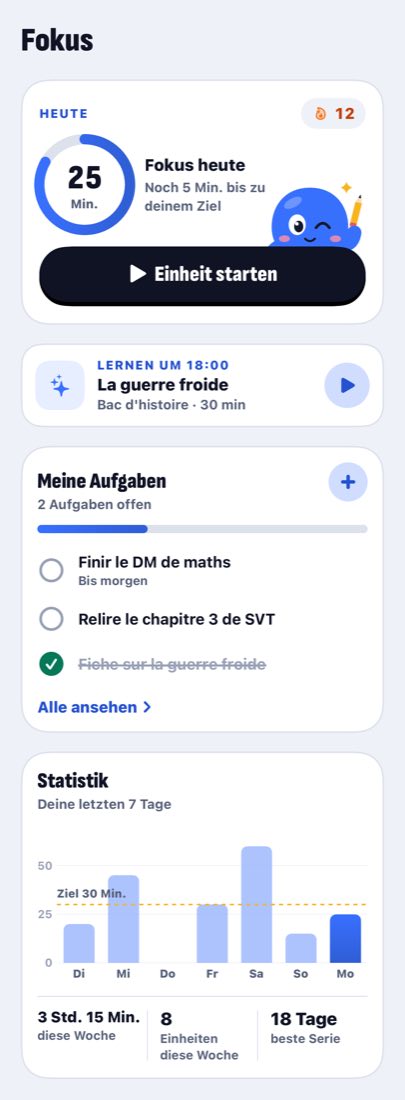 Fokus
HEUTE
12
25
Min.
Fokus heute
Noch 5 Min. bis zu
deinem Ziel
Einheit starten
LERNEN UM 18:00
La guerre froide
Bac d'histoire · 30 min
Meine Aufgaben
2 Aufgaben offen
Finir le DM de maths
Bis morgen
Relire le chapitre 3 de SVT
Fiche sur la guerre froide
Alle ansehen
Statistik
Deine letzten 7 Tage
50
Ziel 30 Min.
25
0
Di Mi Do Fr Sa So Mo
3 Std. 15 Min.
diese Woche
8
Einheiten
diese Woche
18 Tage
beste Serie